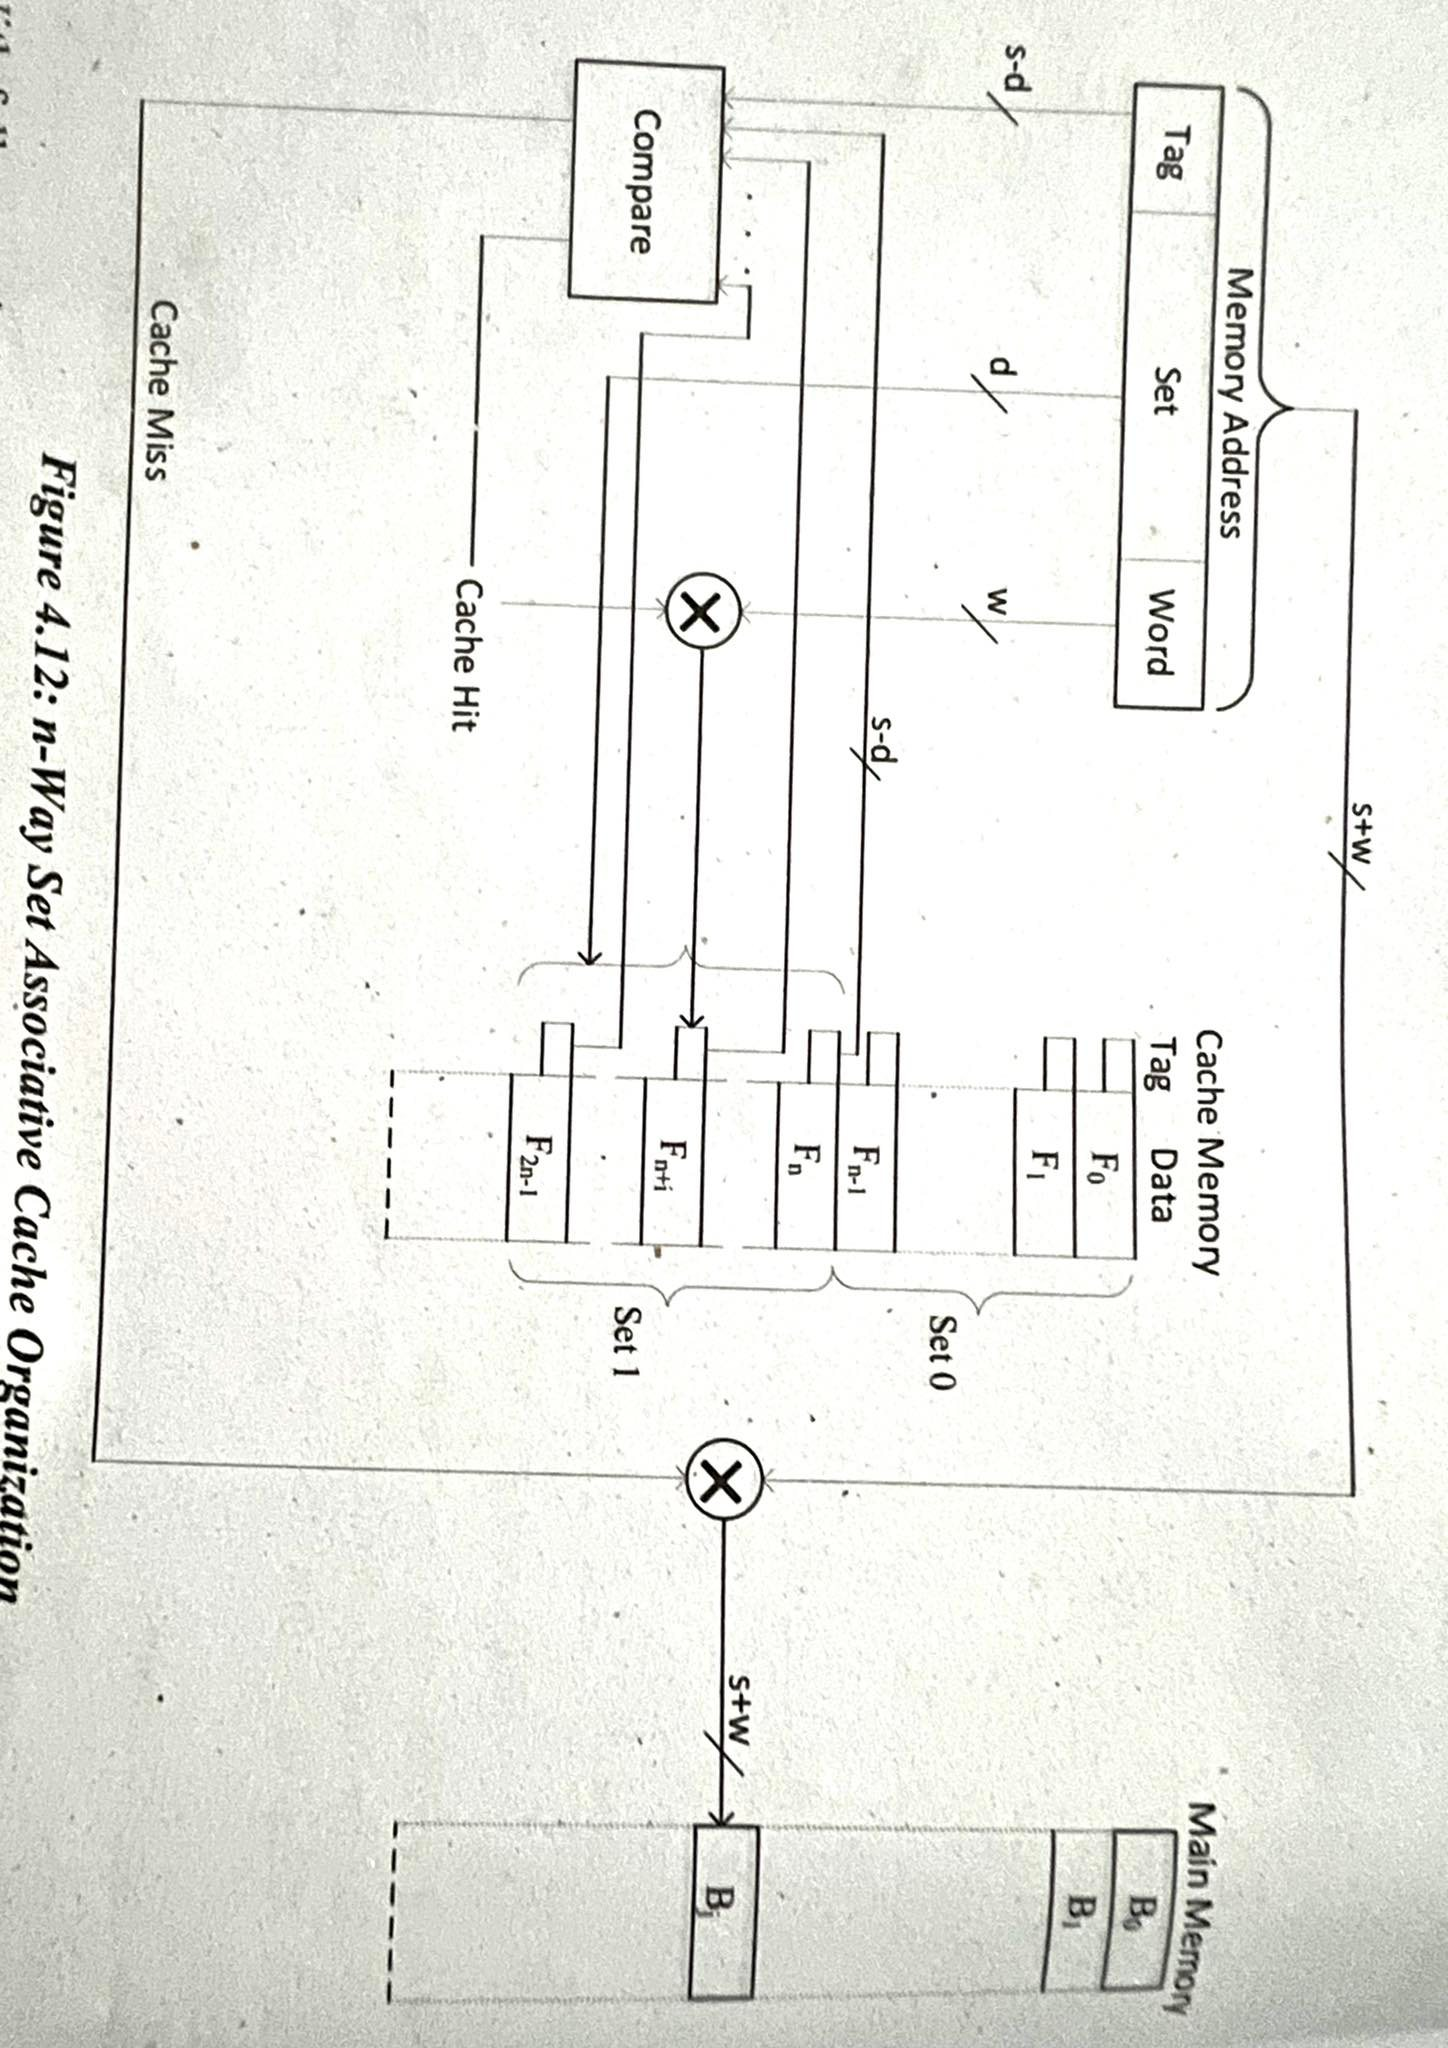 s+w
Memory Address
Tag Set Word
s-d
d
w
s-d
Compare
Cache Hit
Cache Miss
Cache Memory
Tag Data
F0
F1
Fn-1
Fn
Fn+i
F2n-1
Set 0
Set 1
s+w
Main Memory
B0
B1
Bj
Figure 4.12: n-Way Set Associative Cache Organization